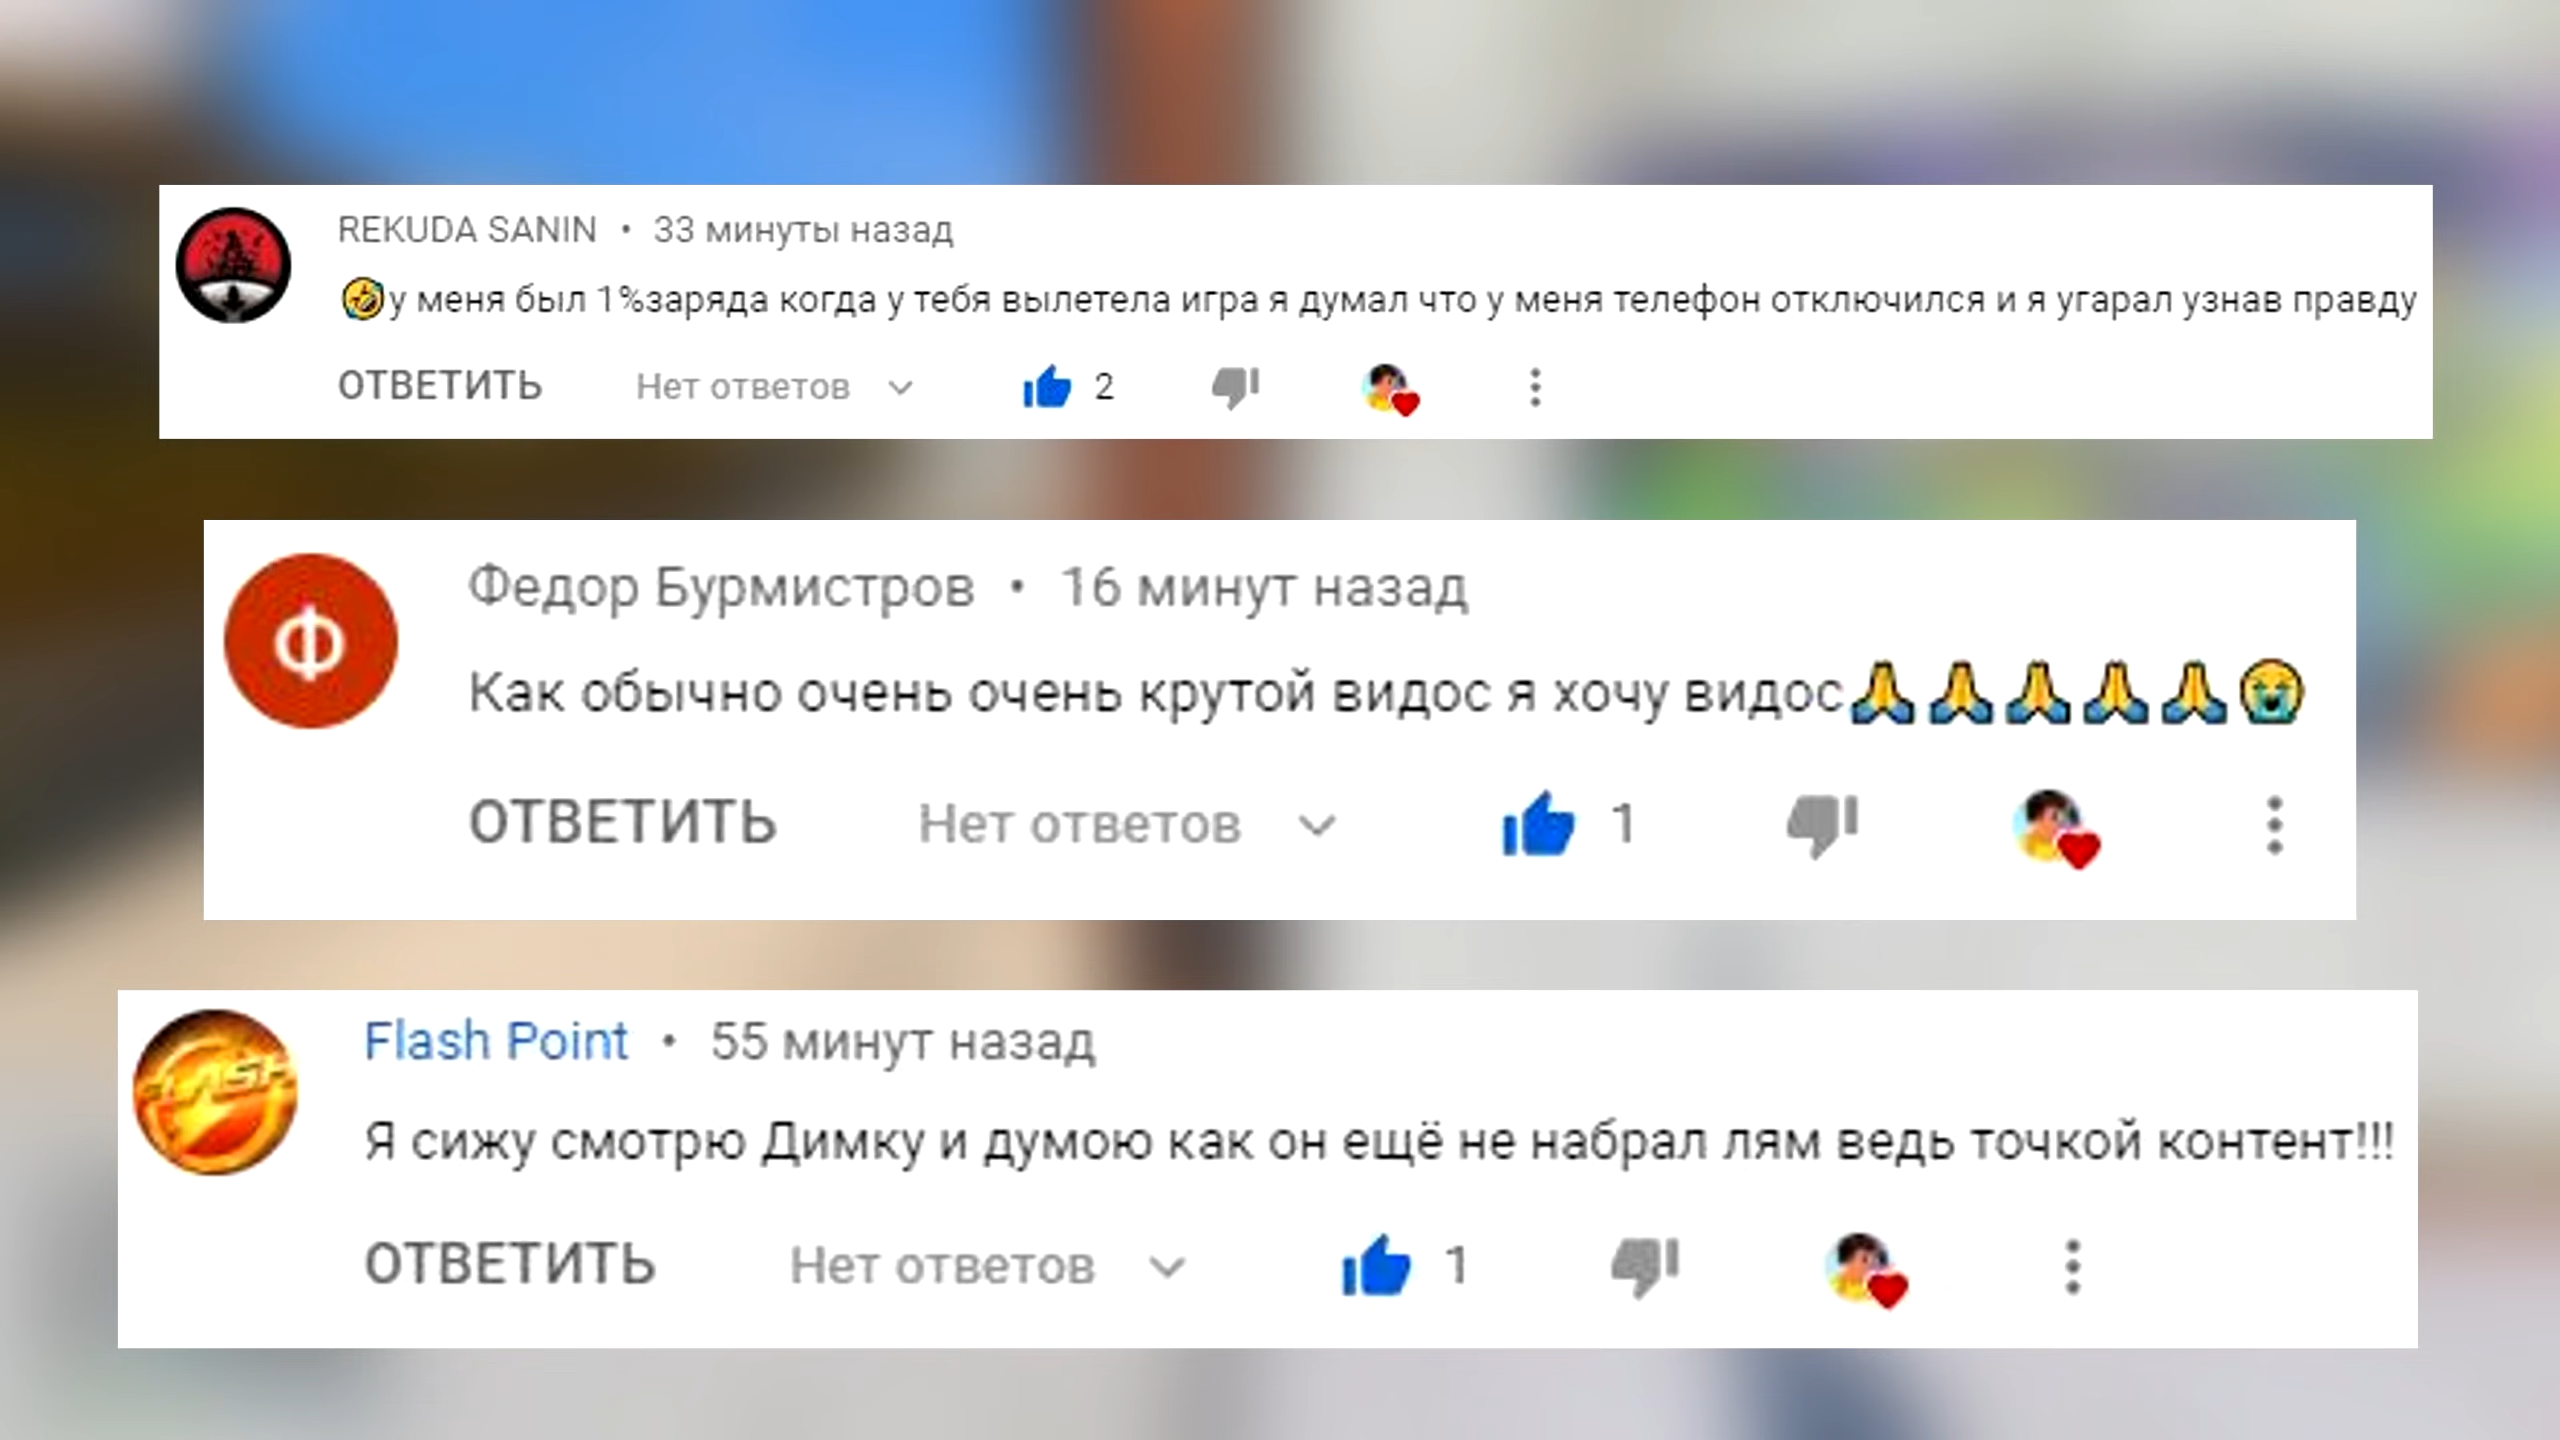 REKUDA SANIN • 33 минуты назад
🤣у меня был 1%заряда когда у тебя вылетела игра я думал что у меня телефон отключился и я угарал узнав правду
ОТВЕТИТЬ Нет ответов 2
Ф
Федор Бурмистров • 16 минут назад
Как обычно очень очень крутой видос я хочу видос🙏🙏🙏🙏🙏😭
ОТВЕТИТЬ Нет ответов 1
FLASH
Flash Point • 55 минут назад
Я сижу смотрю Димку и думою как он ещё не набрал лям ведь точкой контент!!!
ОТВЕТИТЬ Нет ответов 1